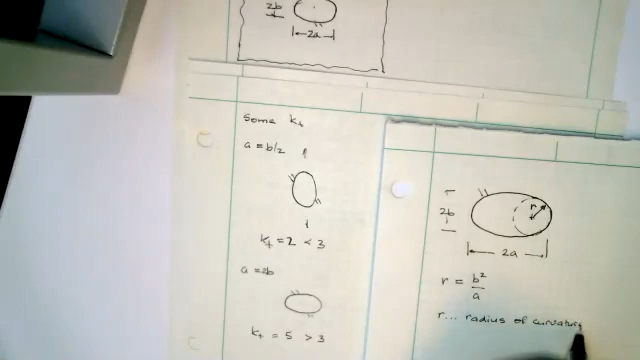 2b
2a
Some kt
a = b/2
kt = 2 < 3
a = 2b
kt = 5 > 3
2b
r
2a
r = b²/a
r... radius of curvature